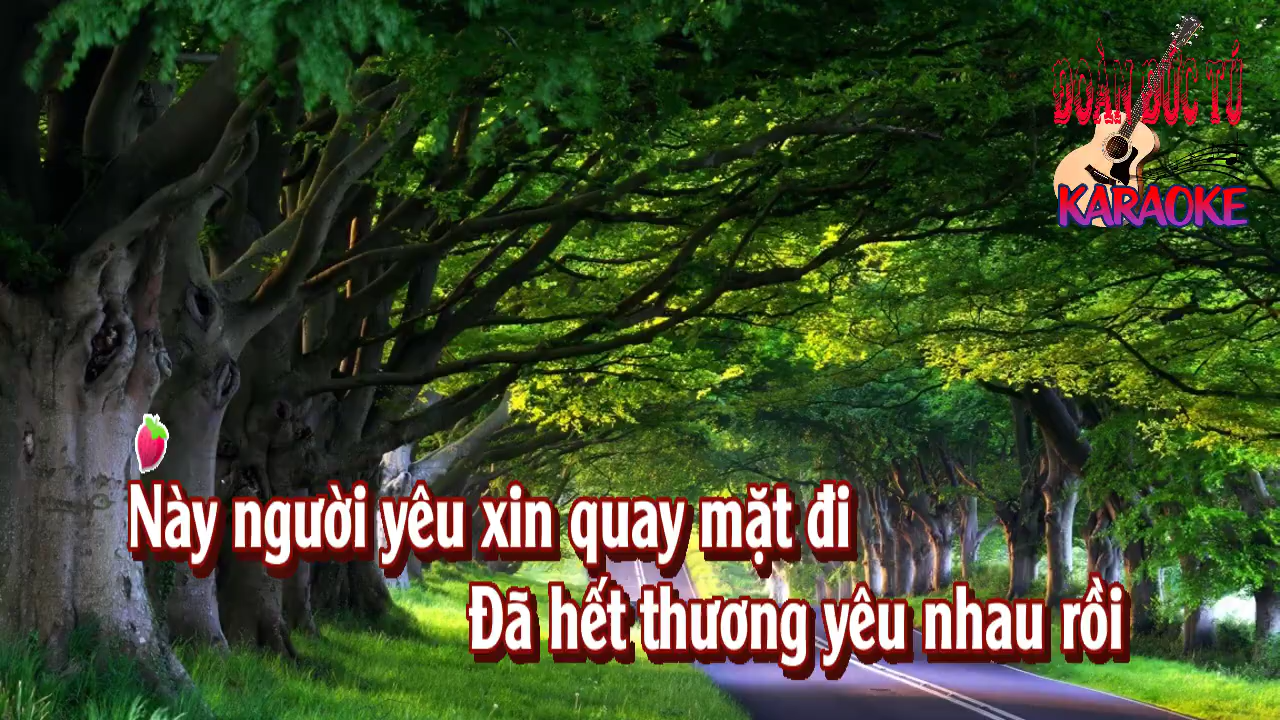 ĐOÀN ĐỨC TÚ
KARAOKE
Này người yêu xin quay mặt đi
Đã hết thương yêu nhau rồi